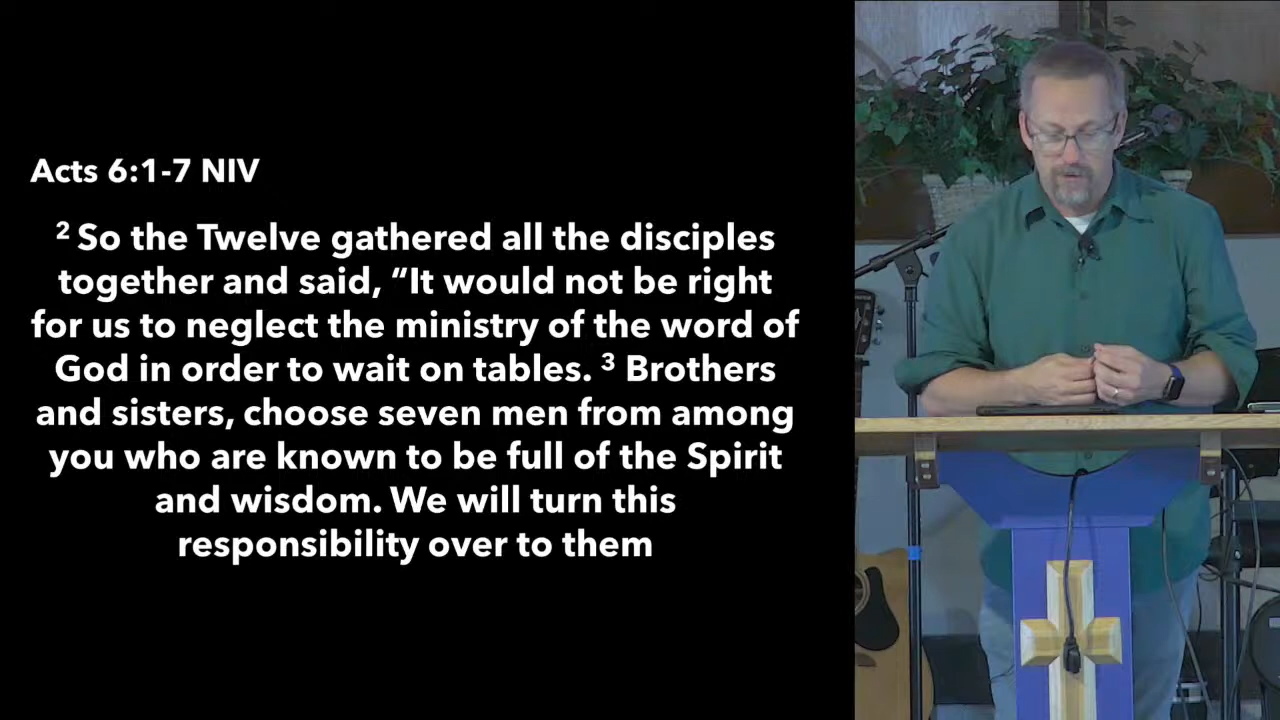 Acts 6:1-7 NIV
² So the Twelve gathered all the disciples
together and said, “It would not be right
for us to neglect the ministry of the word of
God in order to wait on tables. ³ Brothers
and sisters, choose seven men from among
you who are known to be full of the Spirit
and wisdom. We will turn this
responsibility over to them